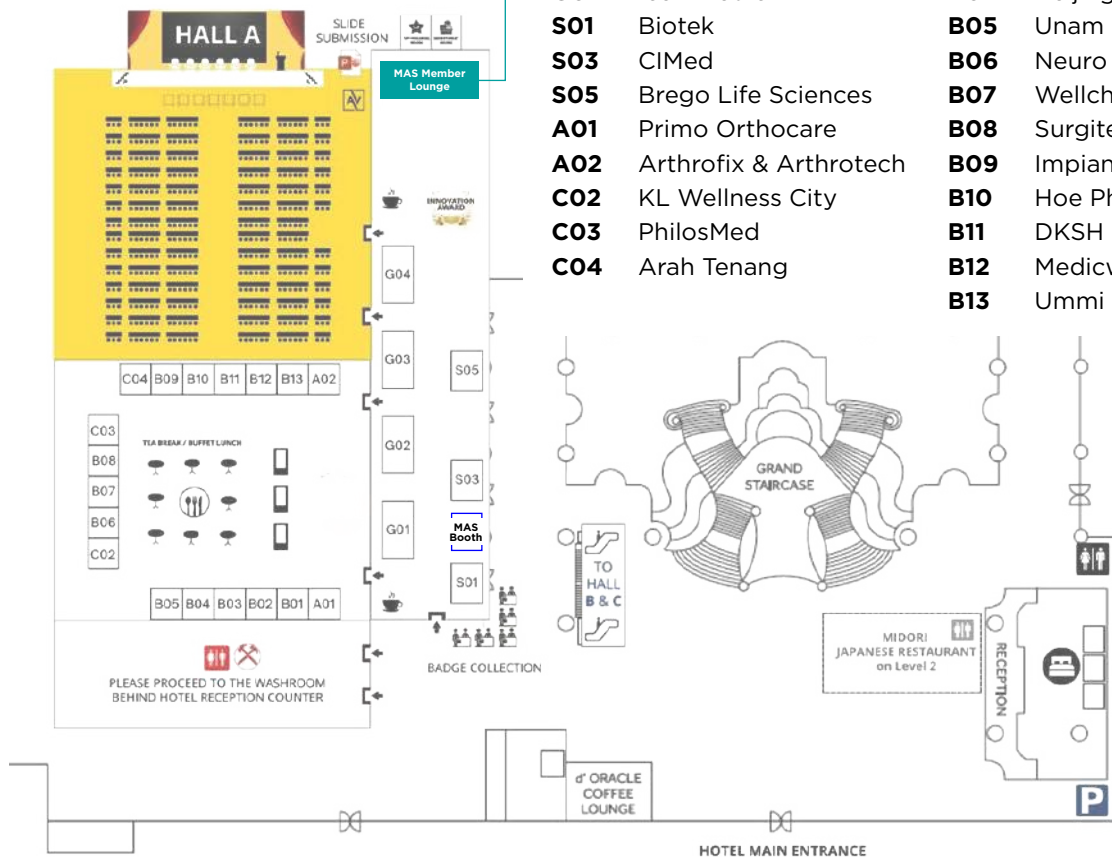 S01 Biotek
S03 CIMed
S05 Brego Life Sciences
A01 Primo Orthocare
A02 Arthrofix & Arthrotech
C02 KL Wellness City
C03 PhilosMed
C04 Arah Tenang
B05 Unam
B06 Neuro
B07
B08
B09
B10 Hoe
B11 DKSH
B12
B13 Ummi
HALL A
SLIDE
SUBMISSION
MAS Member
Lounge
AV
INNOVATION
AWARD
G04
G03
S05
C04 B09 B10 B11 B12 B13 A02
C03
B08
B07
B06
C02
TEA BREAK / BUFFET LUNCH
G02
S03
G01
MAS
Booth
S01
B05 B04 B03 B02 B01 A01
BADGE COLLECTION
PLEASE PROCEED TO THE WASHROOM
BEHIND HOTEL RECEPTION COUNTER
GRAND
STAIRCASE
TO
HALL
B & C
MIDORI
JAPANESE RESTAURANT
on Level 2
RECEPTION
P
d' ORACLE
COFFEE
LOUNGE
HOTEL MAIN ENTRANCE